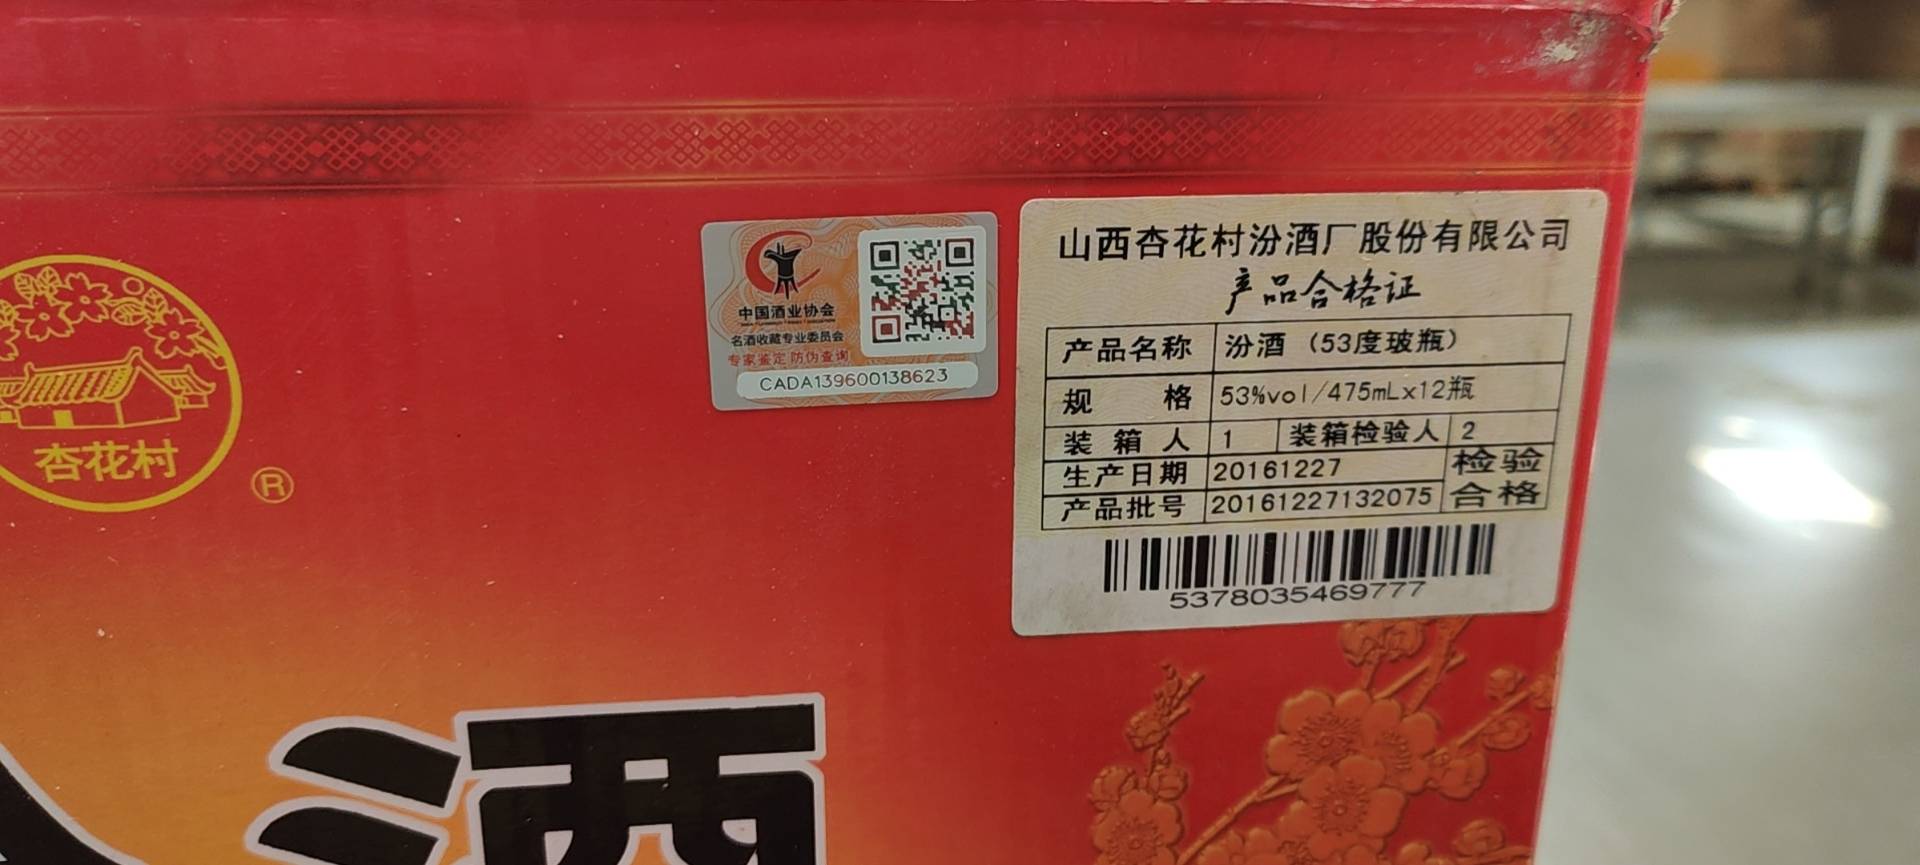 杏花村
®
中国酒业协会
名酒收藏专业委员会
专家鉴定 防伪查询
CADA139600138623
山西杏花村汾酒厂股份有限公司
产品合格证
产品名称 汾酒（53度玻瓶）
规 格 53%vol/475mLx12瓶
装箱人 1 装箱检验人 2
生产日期 20161227 检验
产品批号 20161227132075 合格
5378035469777
酒